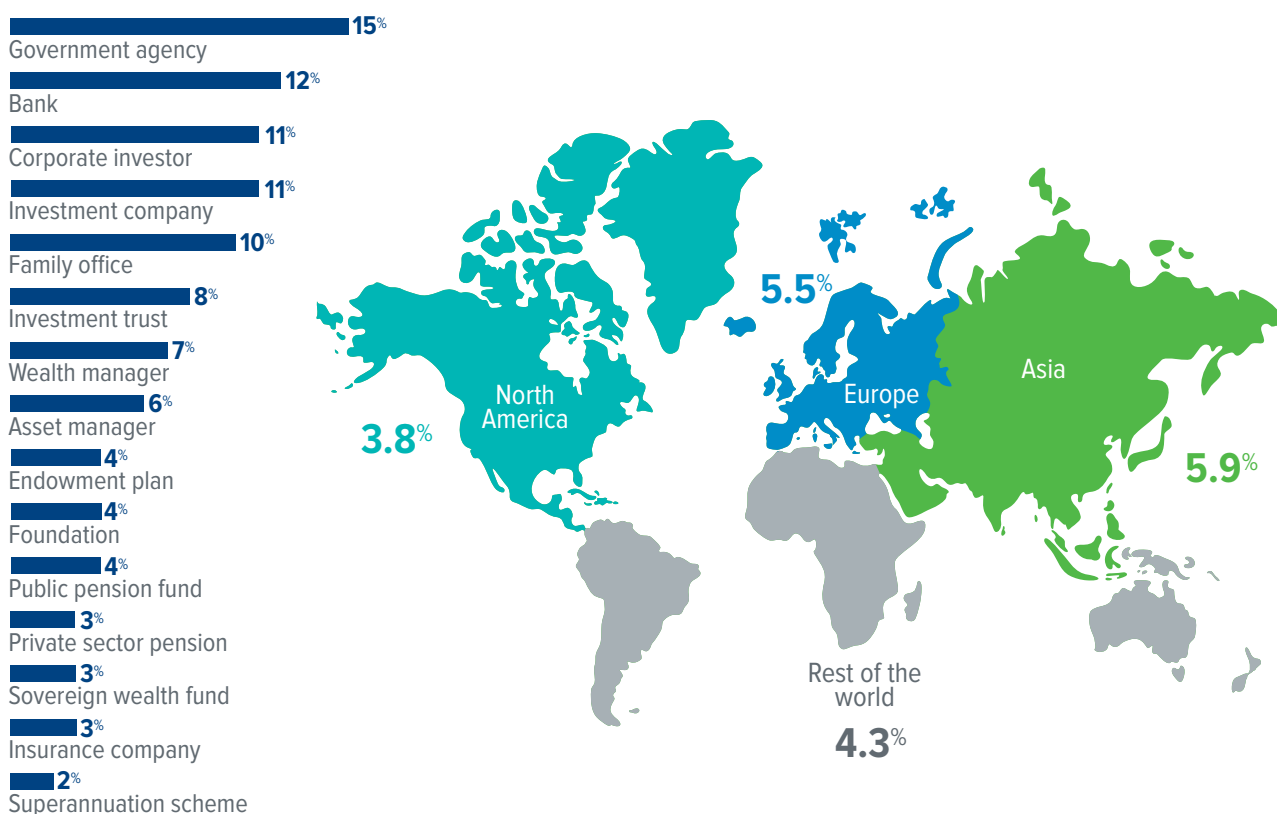 15%
Government agency
12%
Bank
11%
Corporate investor
11%
Investment company
10%
Family office
8%
Investment trust
7%
Wealth manager
6%
Asset manager
4%
Endowment plan
4%
Foundation
4%
Public pension fund
3%
Private sector pension
3%
Sovereign wealth fund
3%
Insurance company
2%
Superannuation scheme
North
America
3.8%
5.5%
Europe
Asia
5.9%
Rest of the
world
4.3%